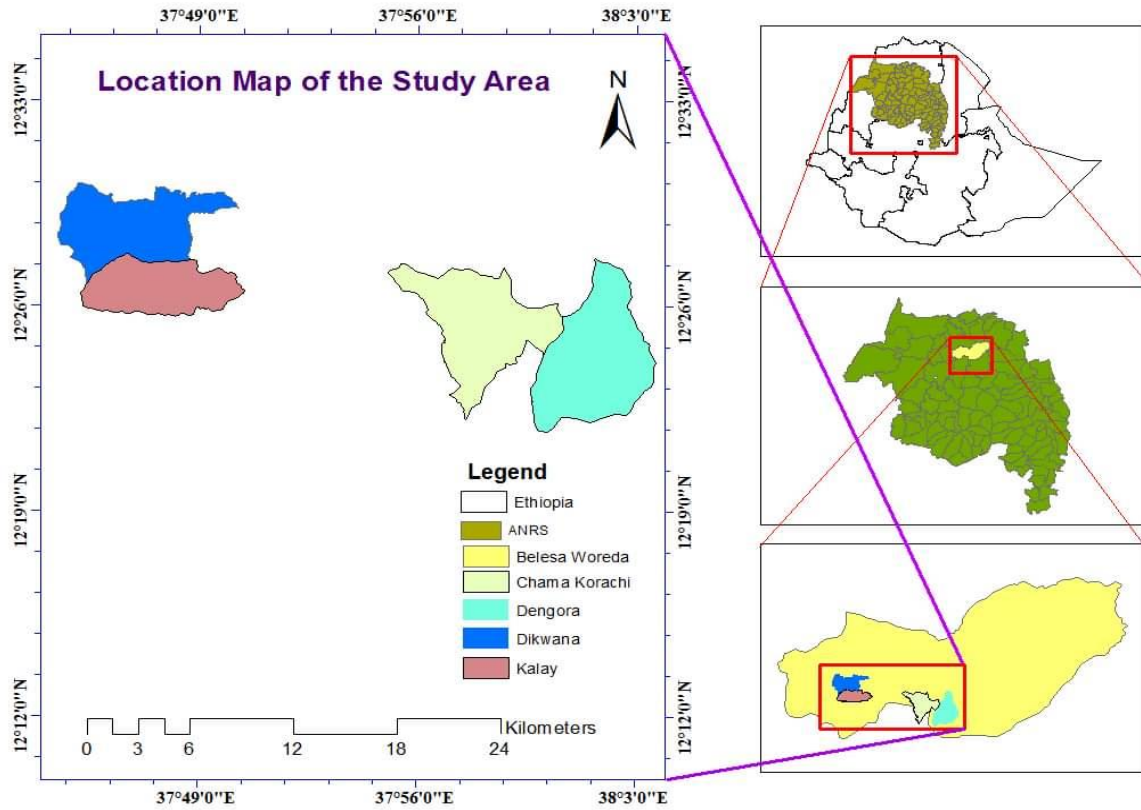 37°49'0"E 37°56'0"E 38°3'0"E
Location Map of the Study Area
N
12°33'0"N
12°33'0"N
12°26'0"N
12°26'0"N
12°19'0"N
12°19'0"N
12°12'0"N
12°12'0"N
Legend
Ethiopia
ANRS
Belesa Woreda
Chama Korachi
Dengora
Dikwana
Kalay
Kilometers
0 3 6 12 18 24
37°49'0"E 37°56'0"E 38°3'0"E